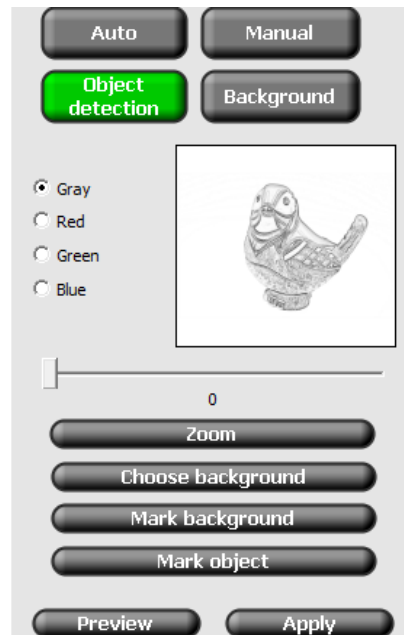 Auto
Manual
Object
detection
Background
Gray
Red
Green
Blue
0
Zoom
Choose background
Mark background
Mark object
Preview
Apply